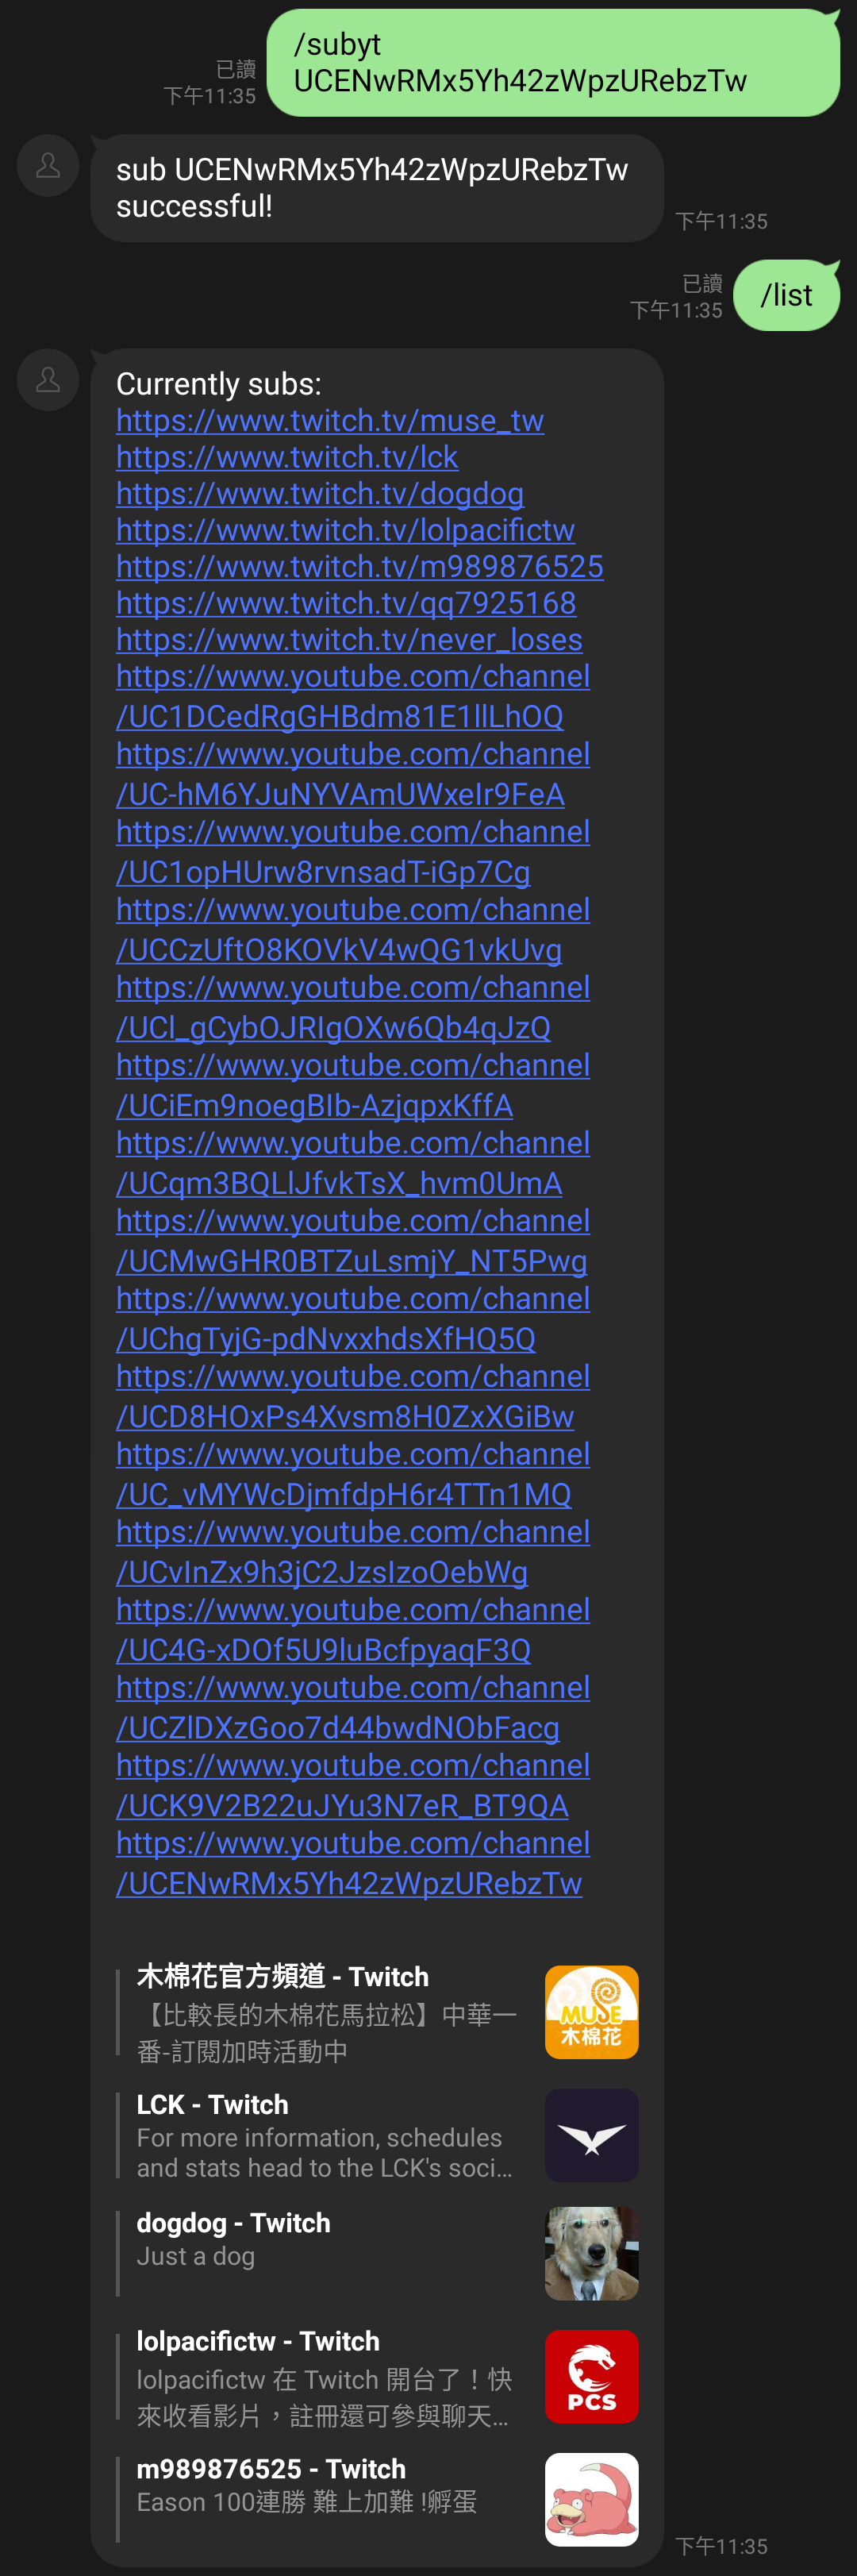 /subyt
UCENwRMx5Yh42zWpzURebzTw
已讀
下午11:35
sub UCENwRMx5Yh42zWpzURebzTw
successful!
下午11:35
已讀
下午11:35
/list
Currently subs:
https://www.twitch.tv/muse_tw
https://www.twitch.tv/lck
https://www.twitch.tv/dogdog
https://www.twitch.tv/lolpacifictw
https://www.twitch.tv/m989876525
https://www.twitch.tv/qq7925168
https://www.twitch.tv/never_loses
https://www.youtube.com/channel
/UC1DCedRgGHBdm81E1llLhOQ
https://www.youtube.com/channel
/UC-hM6YJuNYVAmUWxeIr9FeA
https://www.youtube.com/channel
/UC1opHUrw8rvnsadT-iGp7Cg
https://www.youtube.com/channel
/UCCzUftO8KOVkV4wQG1vkUvg
https://www.youtube.com/channel
/UCl_gCybOJRIgOXw6Qb4qJzQ
https://www.youtube.com/channel
/UCiEm9noegBIb-AzjqpxKffA
https://www.youtube.com/channel
/UCqm3BQLlJfvkTsX_hvm0UmA
https://www.youtube.com/channel
/UCMwGHR0BTZuLsmjY_NT5Pwg
https://www.youtube.com/channel
/UChgTyjG-pdNvxxhdsXfHQ5Q
https://www.youtube.com/channel
/UCD8HOxPs4Xvsm8H0ZxXGiBw
https://www.youtube.com/channel
/UC_vMYWcDjmfdpH6r4TTn1MQ
https://www.youtube.com/channel
/UCvInZx9h3jC2JzsIzoOebWg
https://www.youtube.com/channel
/UC4G-xDOf5U9luBcfpyaqF3Q
https://www.youtube.com/channel
/UCZlDXzGoo7d44bwdNObFacg
https://www.youtube.com/channel
/UCK9V2B22uJYu3N7eR_BT9QA
https://www.youtube.com/channel
/UCENwRMx5Yh42zWpzURebzTw
木棉花官方頻道 - Twitch
【比較長的木棉花馬拉松】中華一
番-訂閱加時活動中
MUSE
木棉花
LCK - Twitch
For more information, schedules
and stats head to the LCK's soci...
dogdog - Twitch
Just a dog
lolpacifictw - Twitch
lolpacifictw 在 Twitch 開台了！快
來收看影片，註冊還可參與聊天...
PCS
m989876525 - Twitch
Eason 100連勝 難上加難 !孵蛋
下午11:35